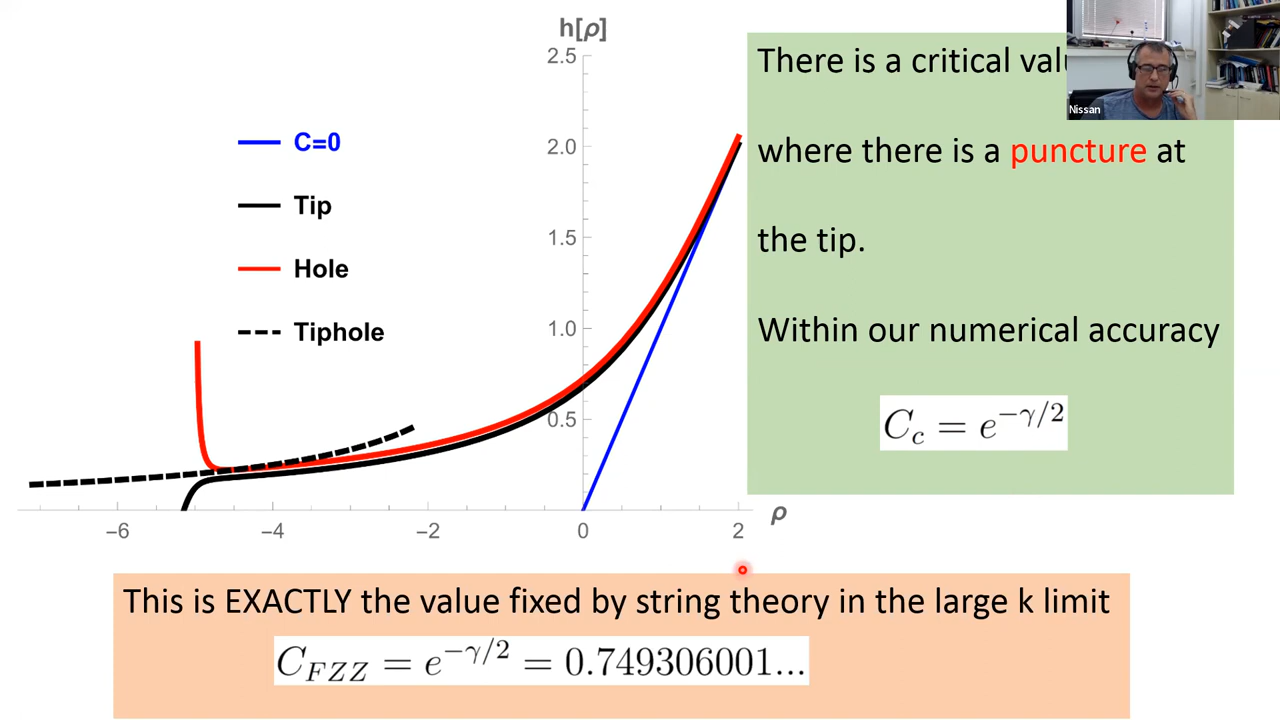 h[ρ]
2.5
2.0
1.5
1.0
0.5
C=0
Tip
Hole
Tiphole
−6
−4
−2
0
2
ρ
There is a critical
Nissan
where there is a puncture at
the tip.
Within our numerical accuracy
C_c = e^{−γ/2}
This is EXACTLY the value fixed by string theory in the large k limit
C_{FZZ} = e^{−γ/2} = 0.749306001...